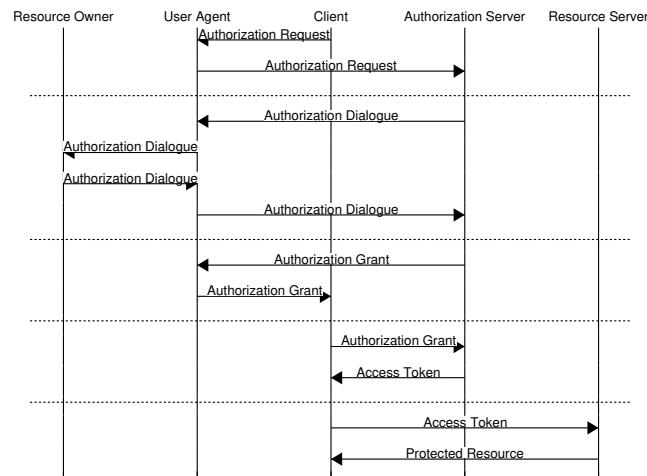 Resource Owner User Agent Client Authorization Server Resource Server
Authorization Request
Authorization Request
Authorization Dialogue
Authorization Dialogue
Authorization Dialogue
Authorization Dialogue
Authorization Grant
Authorization Grant
Authorization Grant
Access Token
Access Token
Protected Resource